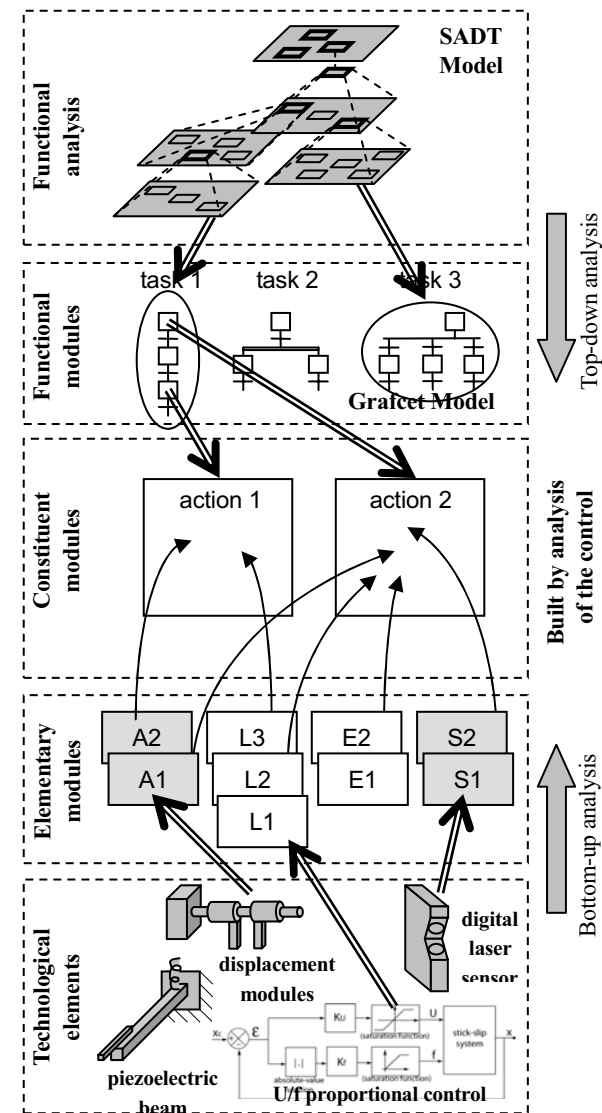 SADT
Model
Functional
analysis
Top-down analysis
task 1
task 2
task 3
Functional
modules
Grafcet Model
Constituent
modules
action 1
action 2
Built by analysis
of the control
Elementary
modules
A2
L3
E2
S2
A1
L2
E1
S1
L1
Bottom-up analysis
Technological
elements
displacement
modules
digital
laser
sensor
piezoelectric
beam
xc
+
-
ε
KU
(saturation function)
U
stick-slip
system
x
|.|
absolute-value
function
Kf
(saturation function)
f
U/f proportional control